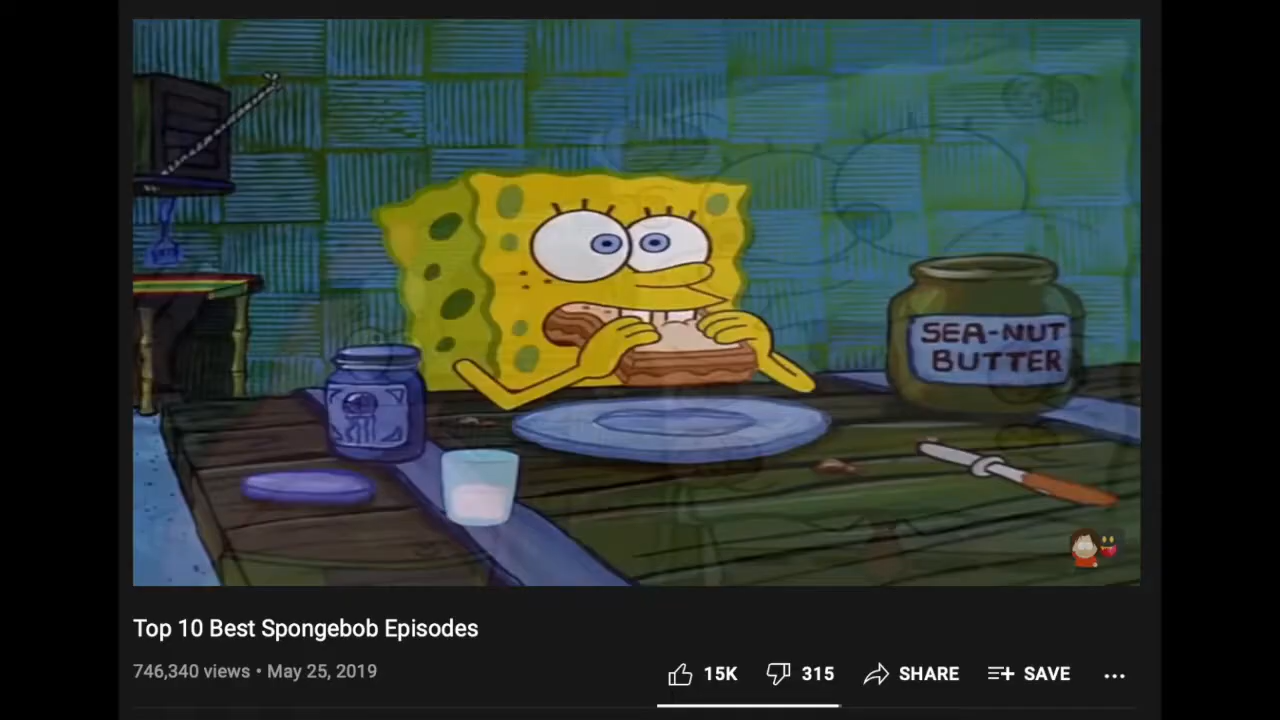 SEA-NUT
BUTTER
Top 10 Best Spongebob Episodes
746,340 views • May 25, 2019
15K
315
SHARE
SAVE